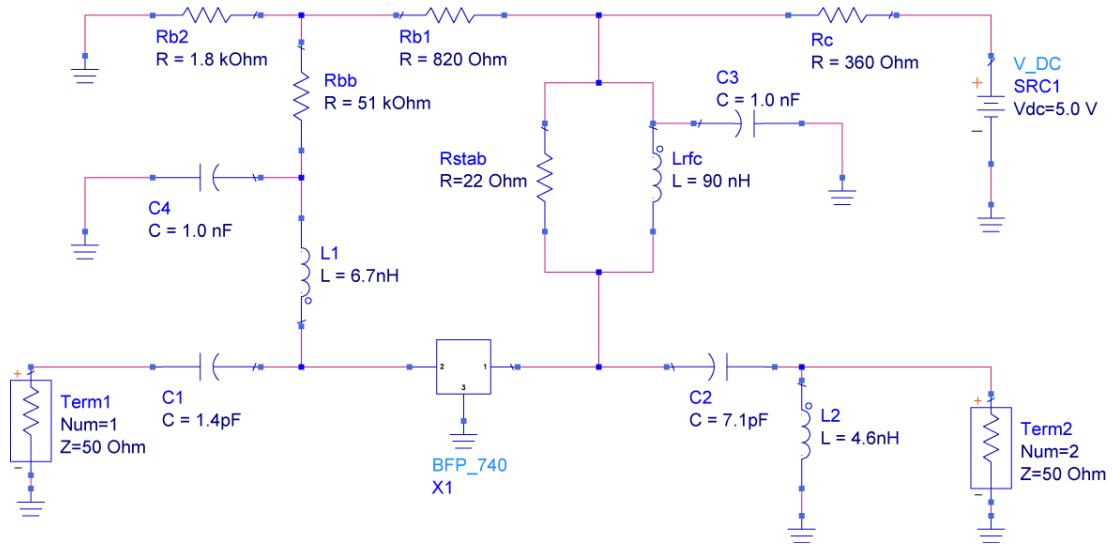 Rb2
R = 1.8 kOhm
Rb1
R = 820 Ohm
Rc
R = 360 Ohm
Rbb
R = 51 kOhm
C3
C = 1.0 nF
V_DC
SRC1
Vdc=5.0 V
+
−
Rstab
R=22 Ohm
Lrfc
L = 90 nH
C4
C = 1.0 nF
L1
L = 6.7nH
+
Term1
Num=1
Z=50 Ohm
−
C1
C = 1.4pF
2
1
3
BFP_740
X1
C2
C = 7.1pF
L2
L = 4.6nH
+
Term2
Num=2
Z=50 Ohm
−